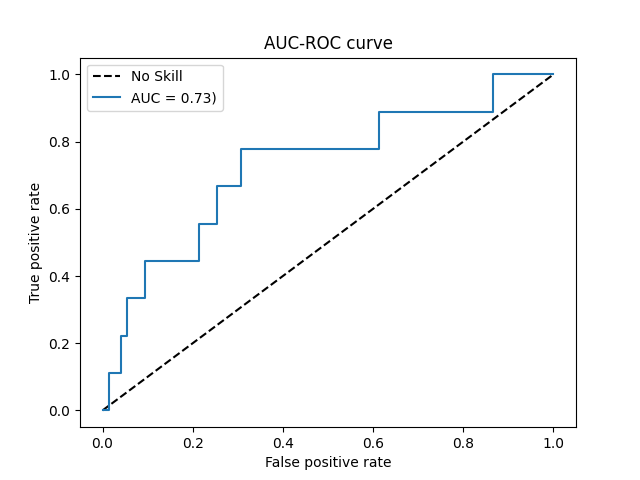 AUC-ROC curve
No Skill
AUC = 0.73)
True positive rate
1.0
0.8
0.6
0.4
0.2
0.0
0.0 0.2 0.4 0.6 0.8 1.0
False positive rate